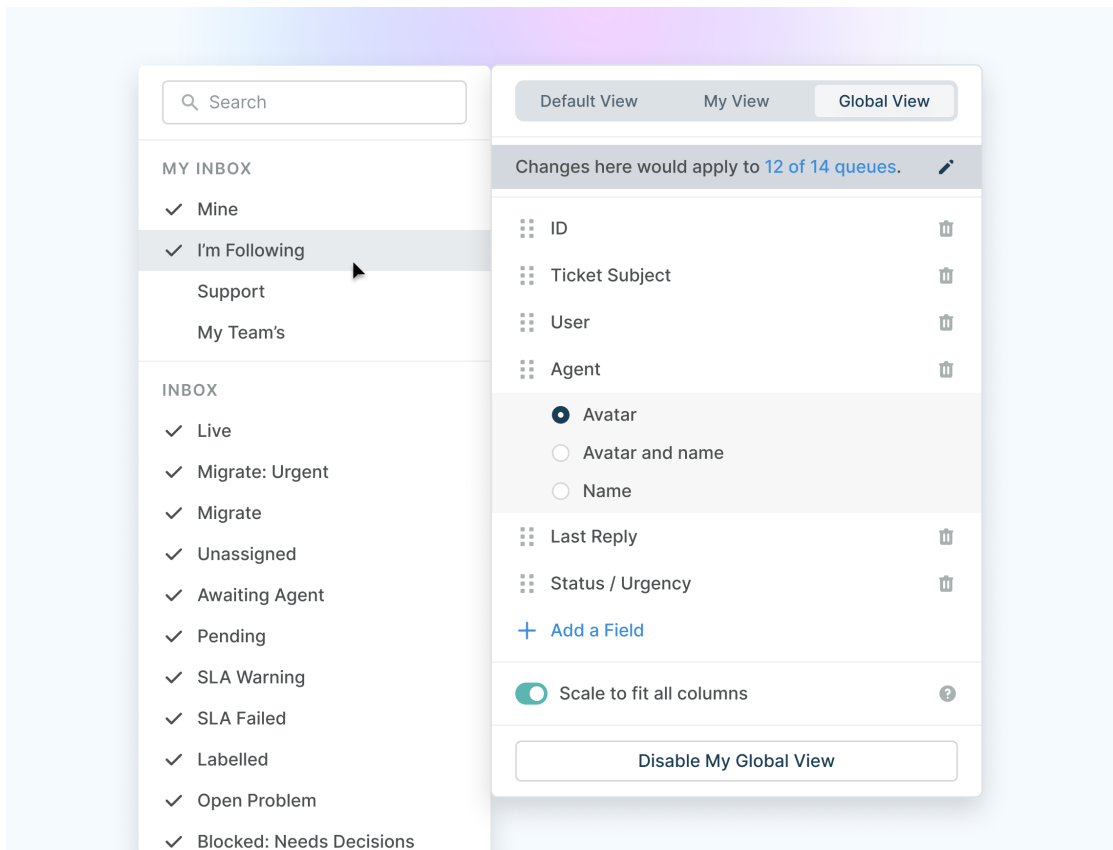 Search
MY INBOX
Mine
I’m Following
Support
My Team’s
INBOX
Live
Migrate: Urgent
Migrate
Unassigned
Awaiting Agent
Pending
SLA Warning
SLA Failed
Labelled
Open Problem
Blocked: Needs Decisions
Default View My View Global View
Changes here would apply to 12 of 14 queues.
ID
Ticket Subject
User
Agent
Avatar
Avatar and name
Name
Last Reply
Status / Urgency
Add a Field
Scale to fit all columns ?
Disable My Global View